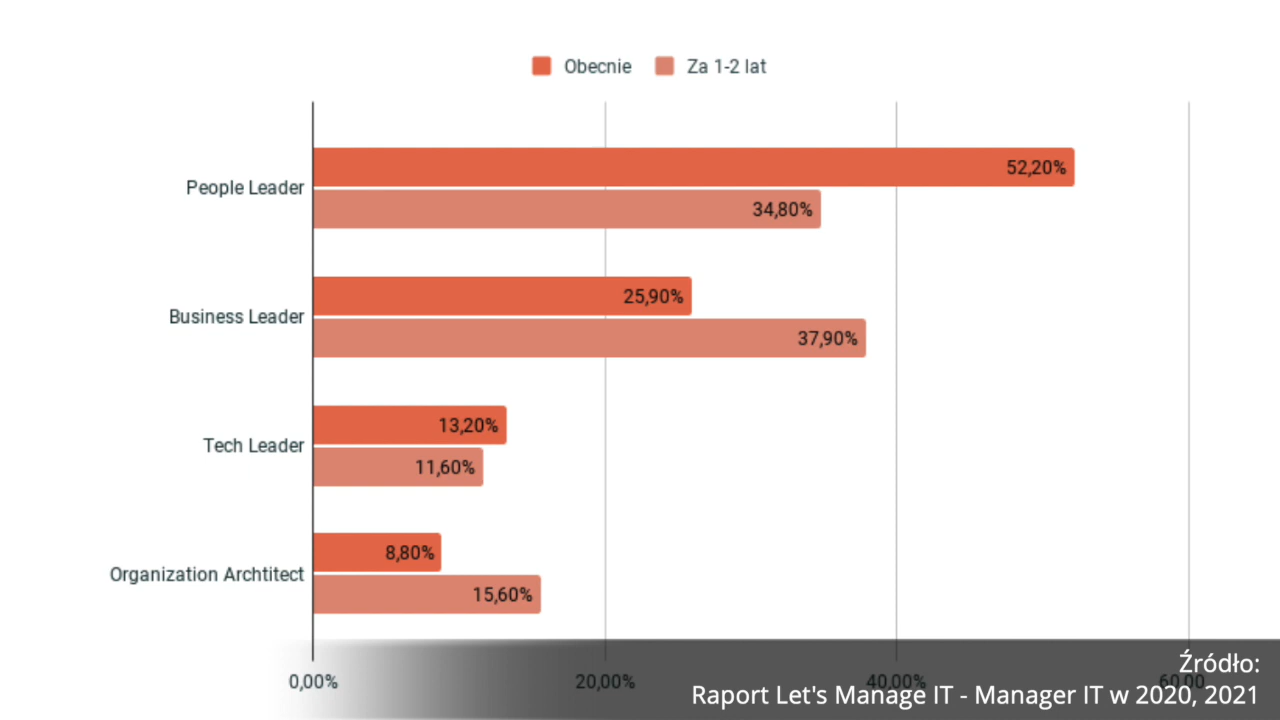 Obecnie Za 1-2 lat
People Leader
52,20%
34,80%
Business Leader
25,90%
37,90%
Tech Leader
13,20%
11,60%
Organization Archtitect
8,80%
15,60%
0,00% 20,00% 40,00% 60,00
Źródło:
Raport Let's Manage IT - Manager IT w 2020, 2021